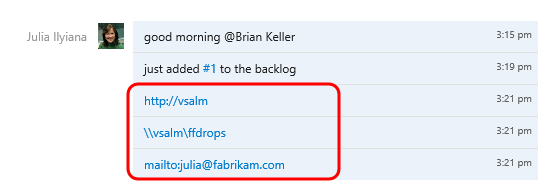 Julia Ilyiana good morning @Brian Keller 3:15 pm
just added #1 to the backlog 3:19 pm
http://vsalm 3:21 pm
\\vsalm\ffdrops 3:21 pm
mailto:julia@fabrikam.com 3:21 pm